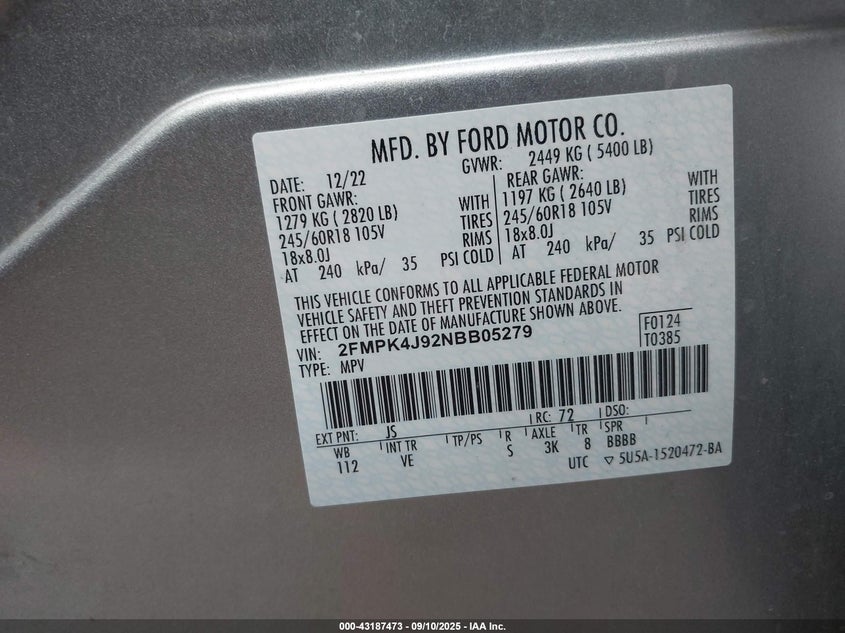 MFD. BY FORD MOTOR CO.
DATE: 12/22 GVWR: 2449 KG ( 5400 LB)
FRONT GAWR: REAR GAWR:
1279 KG ( 2820 LB) WITH 1197 KG ( 2640 LB) WITH
245/60R18 105V TIRES 245/60R18 105V TIRES
18x8.0J RIMS 18x8.0J RIMS
AT 240 kPa/ 35 PSI COLD AT 240 kPa/ 35 PSI COLD
THIS VEHICLE CONFORMS TO ALL APPLICABLE FEDERAL MOTOR
VEHICLE SAFETY AND THEFT PREVENTION STANDARDS IN
EFFECT ON THE DATE OF MANUFACTURE SHOWN ABOVE.
VIN: 2FMPK4J92NBB05279 F0124
TYPE: MPV T0385
EXT PNT: JS RC: 72 DSO:
WB INT TR TP/PS R AXLE TR SPR
112 VE S 3K 8 BBBB
UTC ▽ 5U5A-1520472-BA
000-43187473 - 09/10/2025 - IAA Inc.